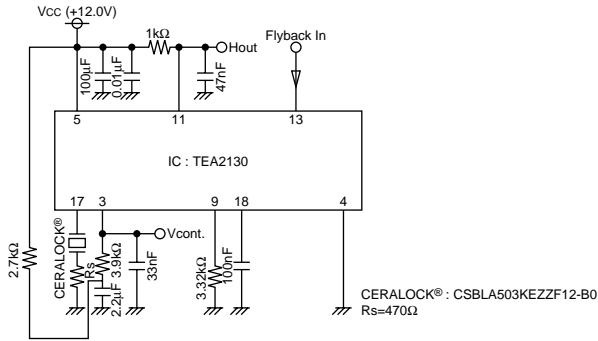 VCC (+12.0V)
1kΩ
Hout
Flyback In
100μF
0.01μF
47nF
5
11
13
IC : TEA2130
17
3
9
18
4
2.7kΩ
CERALOCK®
Rs
3.9kΩ
2.2μF
Vcont.
33nF
3.32kΩ
100nF
CERALOCK® : CSBLA503KEZZF12-B0
Rs=470Ω